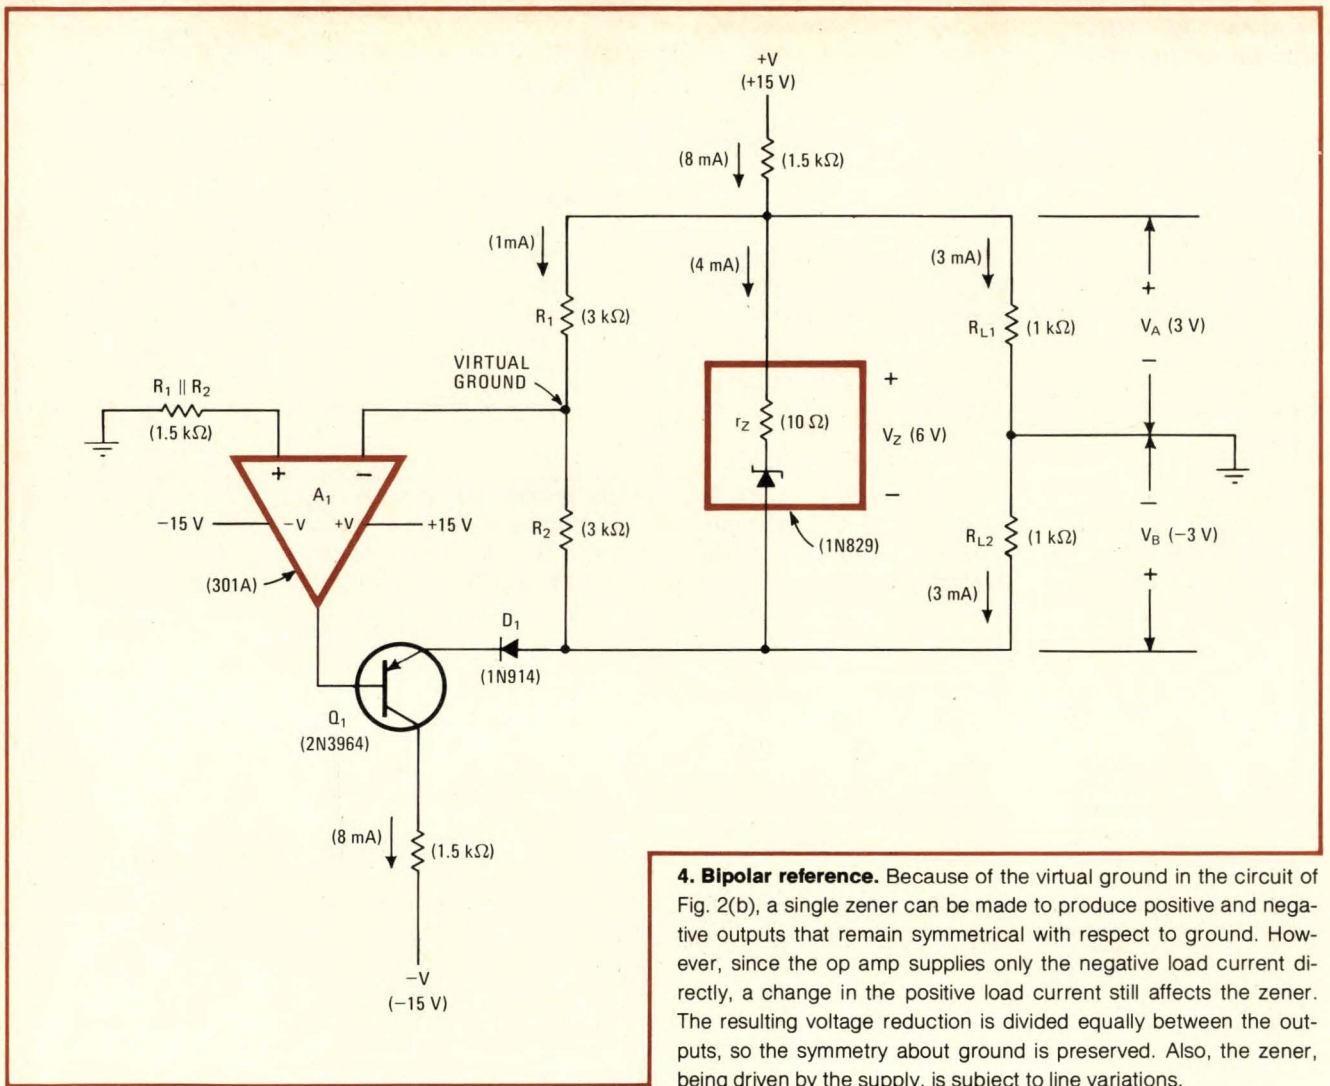 +V
(+15 V)
(8 mA)
(1.5 kΩ)
(1mA)
(4 mA)
(3 mA)
R1
(3 kΩ)
RL1
(1 kΩ)
+
VA (3 V)
−
VIRTUAL
GROUND
R1 || R2
(1.5 kΩ)
+
−
A1
−15 V
−V
+V
+15 V
(301A)
rZ
(10 Ω)
+
VZ (6 V)
−
(1N829)
R2
(3 kΩ)
RL2
(1 kΩ)
−
VB (−3 V)
+
(3 mA)
D1
(1N914)
Q1
(2N3964)
(8 mA)
(1.5 kΩ)
−V
(−15 V)
4. Bipolar reference. Because of the virtual ground in the circuit of
Fig. 2(b), a single zener can be made to produce positive and nega-
tive outputs that remain symmetrical with respect to ground. How-
ever, since the op amp supplies only the negative load current di-
rectly, a change in the positive load current still affects the zener.
The resulting voltage reduction is divided equally between the out-
puts, so the symmetry about ground is preserved. Also, the zener,
being driven by the supply, is subject to line variations.